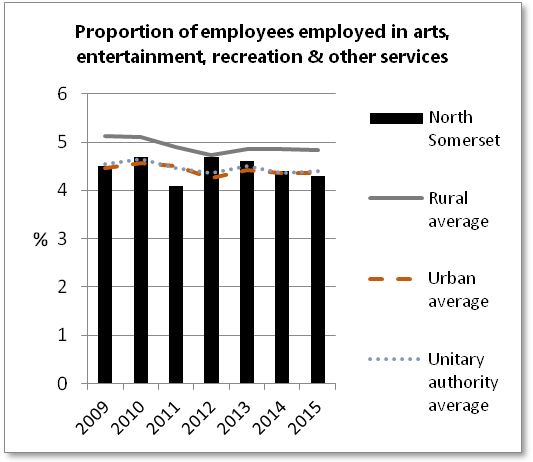 Proportion of employees employed in arts,
entertainment, recreation & other services
6
5
4
3
2
1
0
%
2009
2010
2011
2012
2013
2014
2015
North
Somerset
Rural
average
Urban
average
Unitary
authority
average